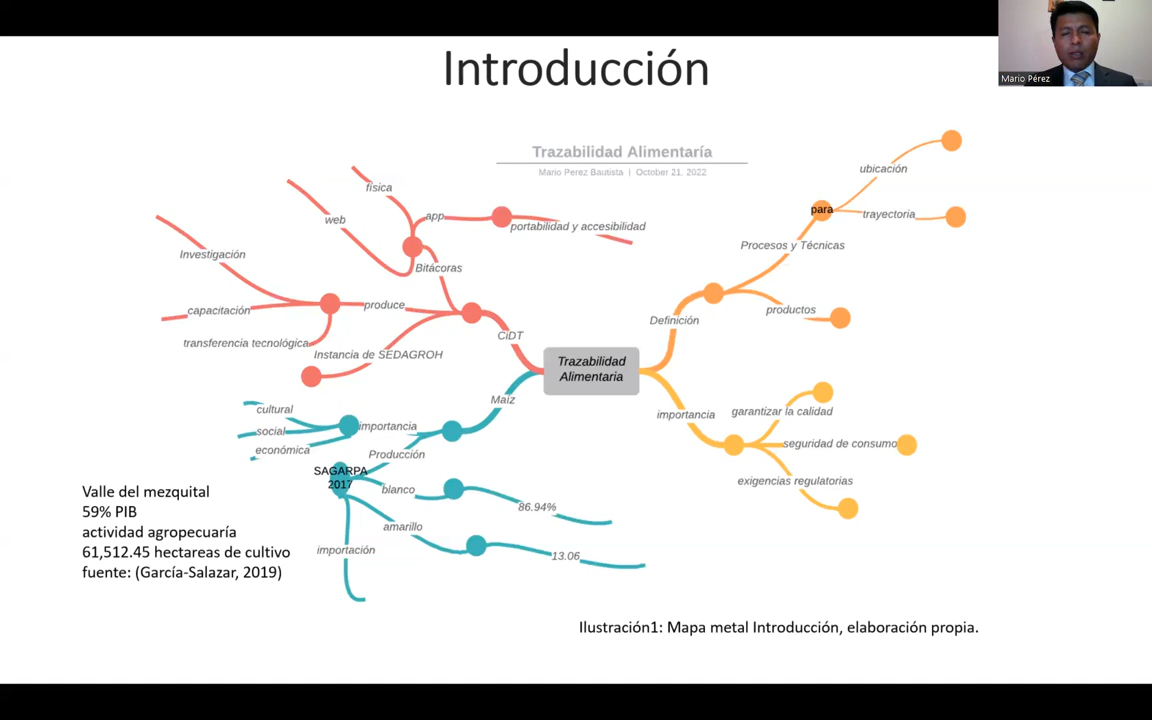 Introducción
Mario Pérez
Trazabilidad Alimentaría
Mario Perez Bautista | October 21, 2022
física
web
app
portabilidad y accesibilidad
Bitácoras
Investigación
capacitación
transferencia tecnológica
produce
Instancia de SEDAGROH
CiDT
Trazabilidad
Alimentaria
Maíz
cultural
social
económica
importancia
Producción
SAGARPA
2017
blanco
86.94%
amarillo
13.06
importación
Definición
para
ubicación
trayectoria
Procesos y Técnicas
productos
importancia
garantizar la calidad
seguridad de consumo
exigencias regulatorias
Valle del mezquital
59% PIB
actividad agropecuaría
61,512.45 hectareas de cultivo
fuente: (García-Salazar, 2019)
Ilustración1: Mapa metal Introducción, elaboración propia.